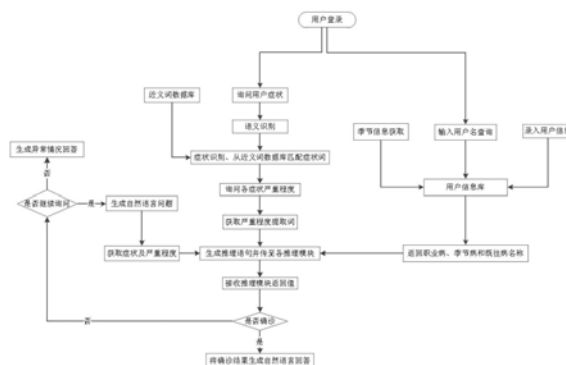 用户登录
询问用户症状
近义词数据库
语义识别
季节信息获取
输入用户名查询
录入用户信息
生成异常情况回答
症状识别、从近义词数据库匹配症状词
否
询问各症状严重程度
用户信息库
是否继续询问
是
生成自然语言问题
获取严重程度提取词
获取症状及严重程度
生成推理语句并传至各推理模块
返回职业病、季节病和既往病名称
接收推理模块返回值
否
是否确诊
是
将确诊结果生成自然语言回答